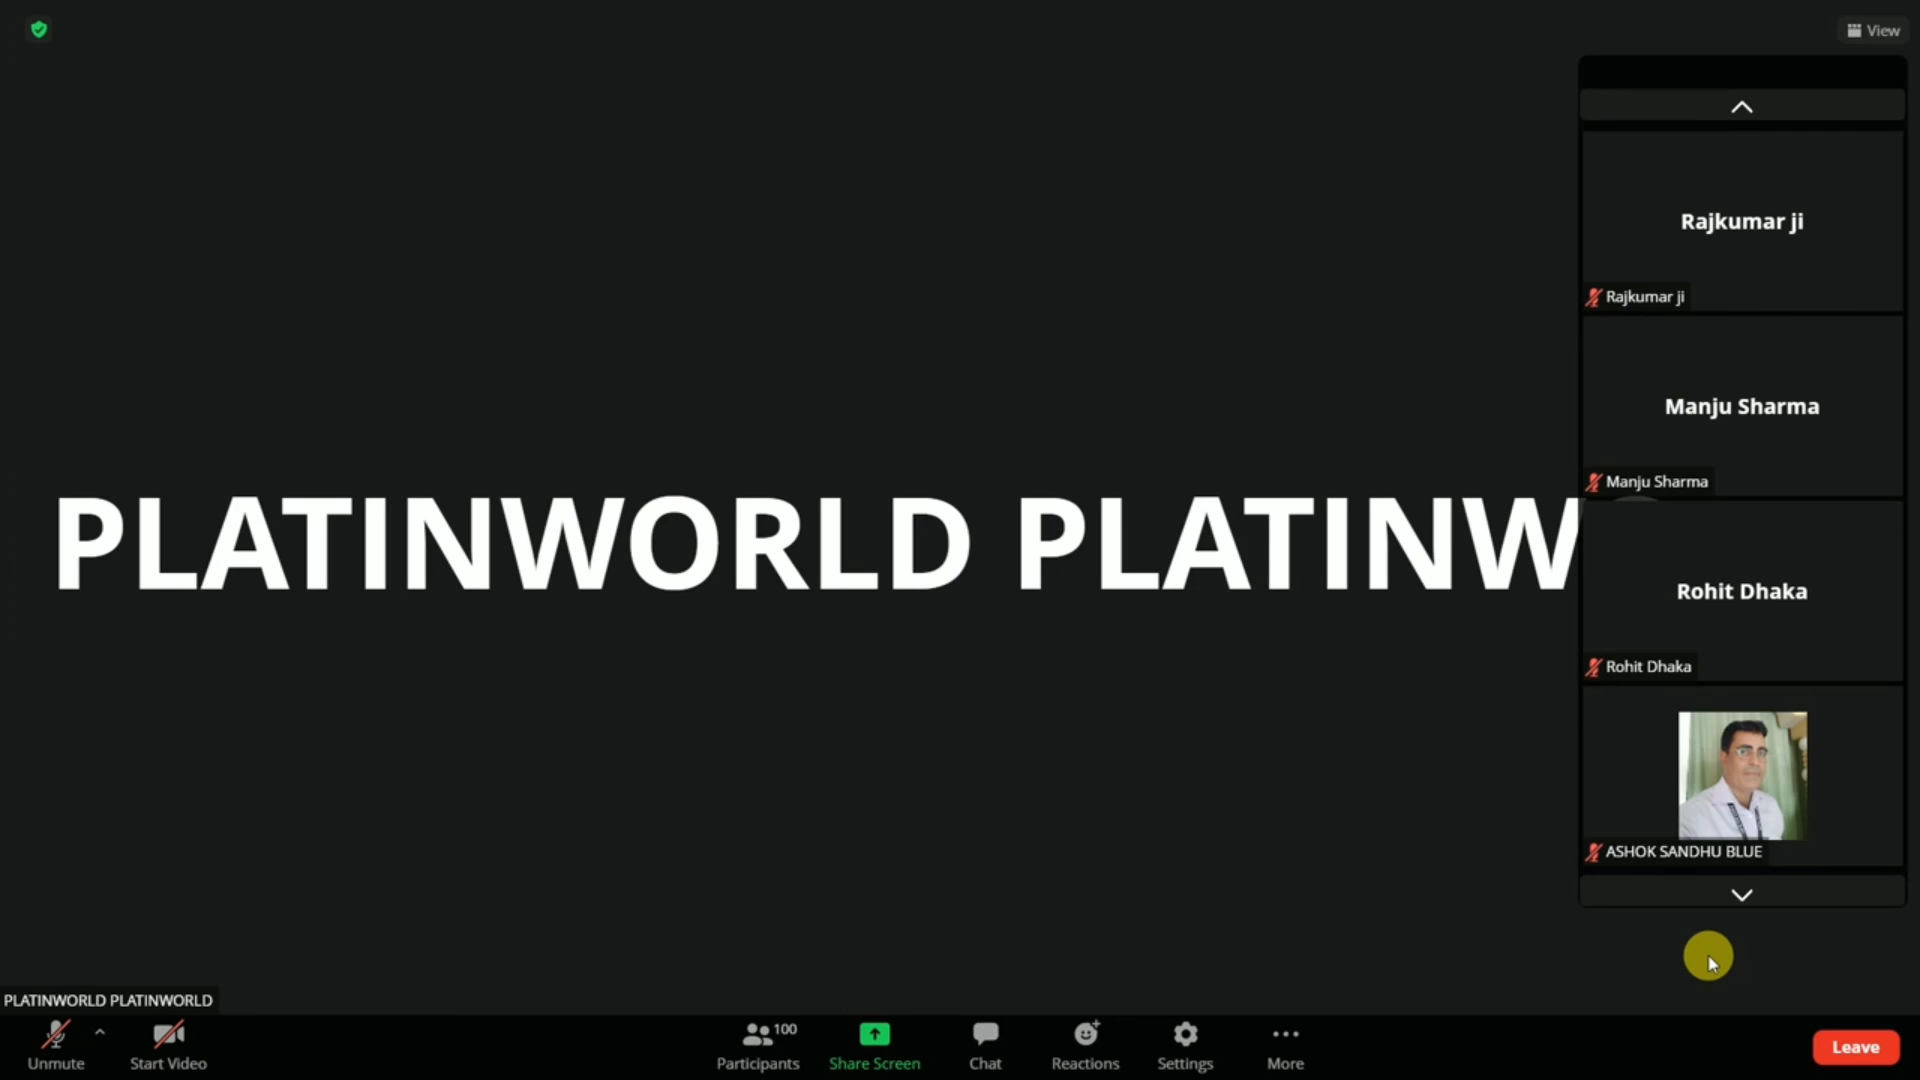 View
Rajkumar ji
Rajkumar ji
Manju Sharma
Manju Sharma
PLATINWORLD PLATINW
Rohit Dhaka
Rohit Dhaka
ASHOK SANDHU BLUE
PLATINWORLD PLATINWORLD
Unmute
Start Video
100
Participants
Share Screen
Chat
Reactions
Settings
More
Leave